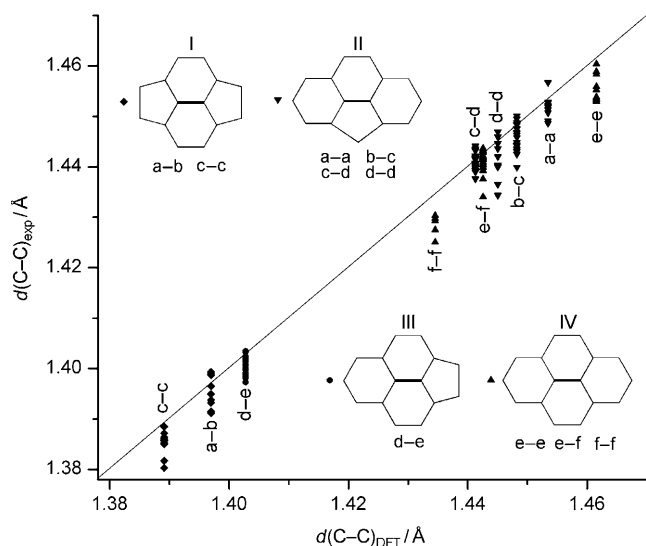 I
II
a–b c–c
a–a b–c
c–d d–d
III
IV
d–e
e–e e–f f–f
c–c
a–b
d–e
f–f
c–d
e–f
d–d
b–c
a–a
e–e
1.46
1.44
1.42
1.40
1.38
d(C–C)exp / Å
1.38 1.40 1.42 1.44 1.46
d(C–C)DFT / Å